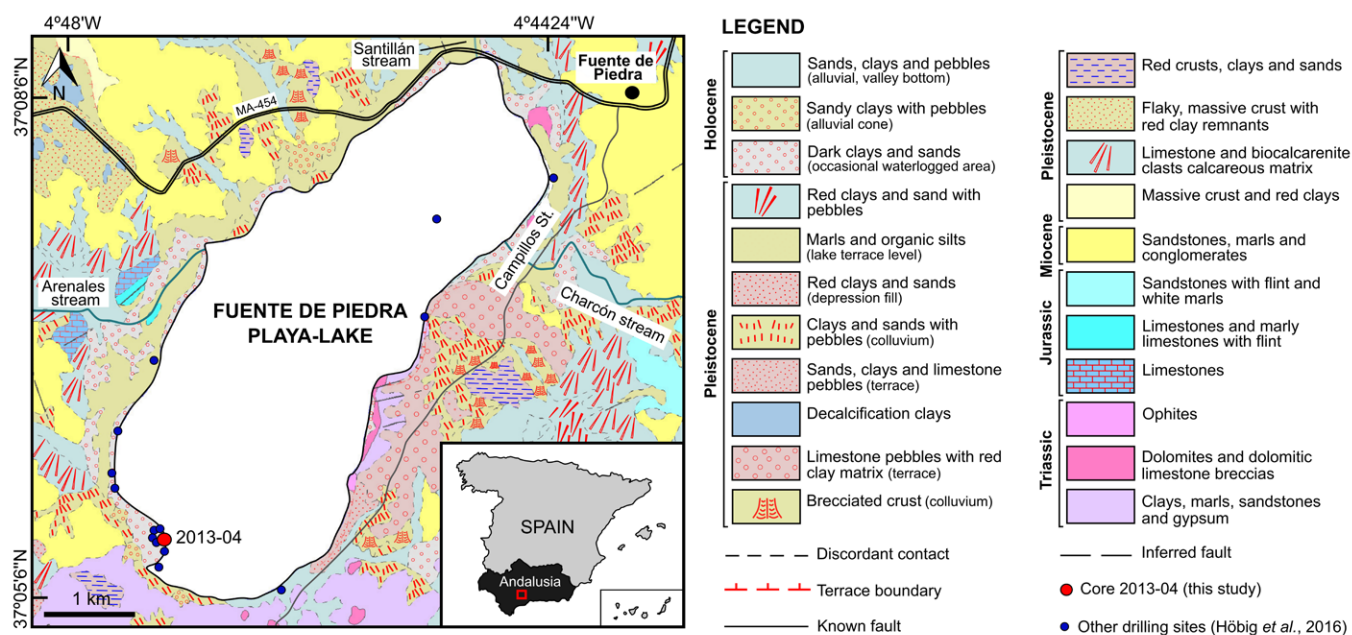 4°48'W
4°4424"W
37°08'6"N
37°05'6"N
N
Santillán
stream
Fuente de
Piedra
MA-454
Campillos St.
Arenales
stream
FUENTE DE PIEDRA
PLAYA-LAKE
Charcón stream
2013-04
1 km
SPAIN
Andalusia
LEGEND
Holocene
Sands, clays and pebbles
(alluvial, valley bottom)
Sandy clays with pebbles
(alluvial cone)
Dark clays and sands
(occasional waterlogged area)
Pleistocene
Red clays and sand with
pebbles
Marls and organic silts
(lake terrace level)
Red clays and sands
(depression fill)
Clays and sands with
pebbles (colluvium)
Sands, clays and limestone
pebbles (terrace)
Decalcification clays
Limestone pebbles with red
clay matrix (terrace)
Brecciated crust (colluvium)
Discordant contact
Terrace boundary
Known fault
Pleistocene
Red crusts, clays and sands
Flaky, massive crust with
red clay remnants
Limestone and biocalcarenite
clasts calcareous matrix
Massive crust and red clays
Miocene
Sandstones, marls and
conglomerates
Jurassic
Sandstones with flint and
white marls
Limestones and marly
limestones with flint
Limestones
Triassic
Ophites
Dolomites and dolomitic
limestone breccias
Clays, marls, sandstones
and gypsum
Inferred fault
Core 2013-04 (this study)
Other drilling sites (Höbig et al., 2016)